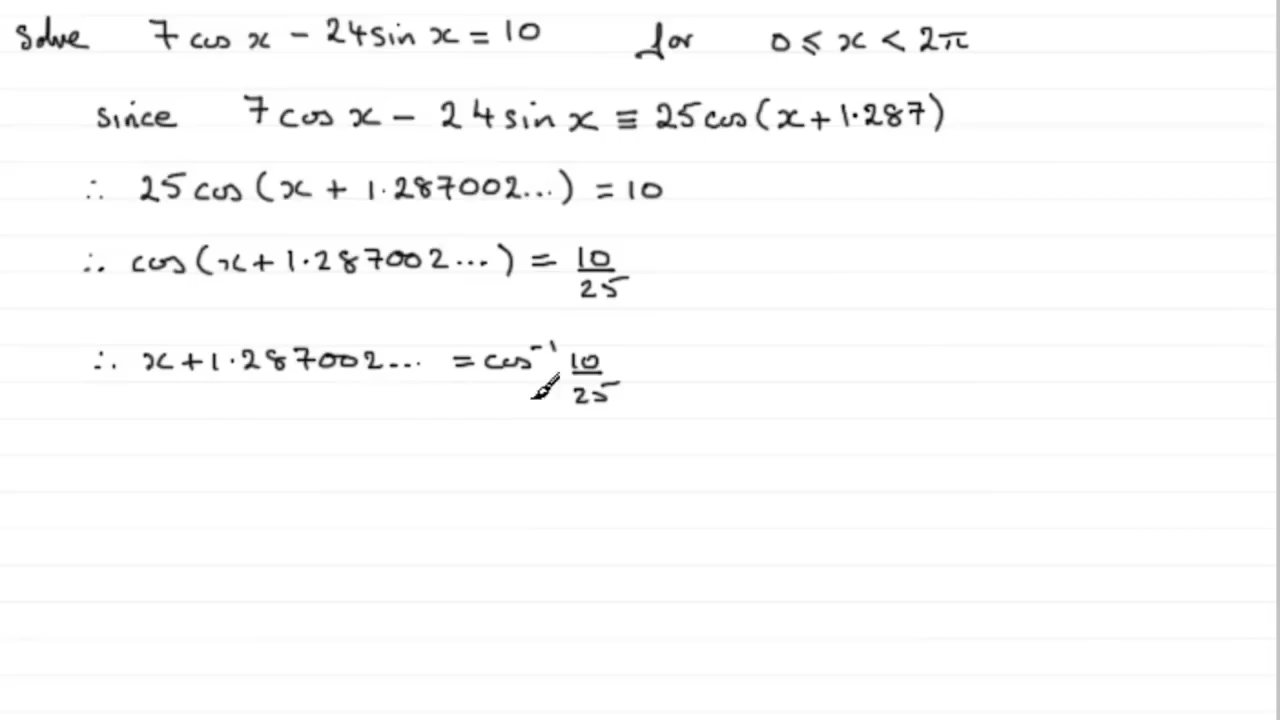 Solve 7 cos x − 24 sin x = 10 for 0 ≤ x < 2π
since 7 cos x − 24 sin x ≡ 25 cos(x + 1·287)
∴ 25 cos(x + 1·287002...) = 10
∴ cos(x + 1·287002...) = 10/25
∴ x + 1·287002... = cos⁻¹ 10/25